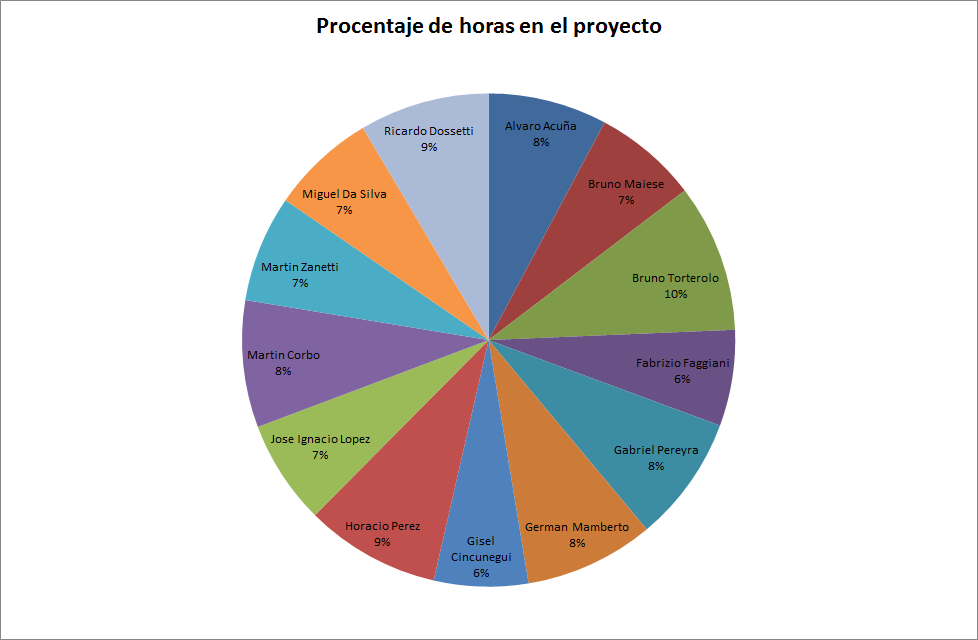 Procentaje de horas en el proyecto
Alvaro Acuña
8%
Bruno Maiese
7%
Bruno Torterolo
10%
Fabrizio Faggiani
6%
Gabriel Pereyra
8%
German Mamberto
8%
Gisel
Cincunegui
6%
Horacio Perez
9%
Jose Ignacio Lopez
7%
Martin Corbo
8%
Martin Zanetti
7%
Miguel Da Silva
7%
Ricardo Dossetti
9%